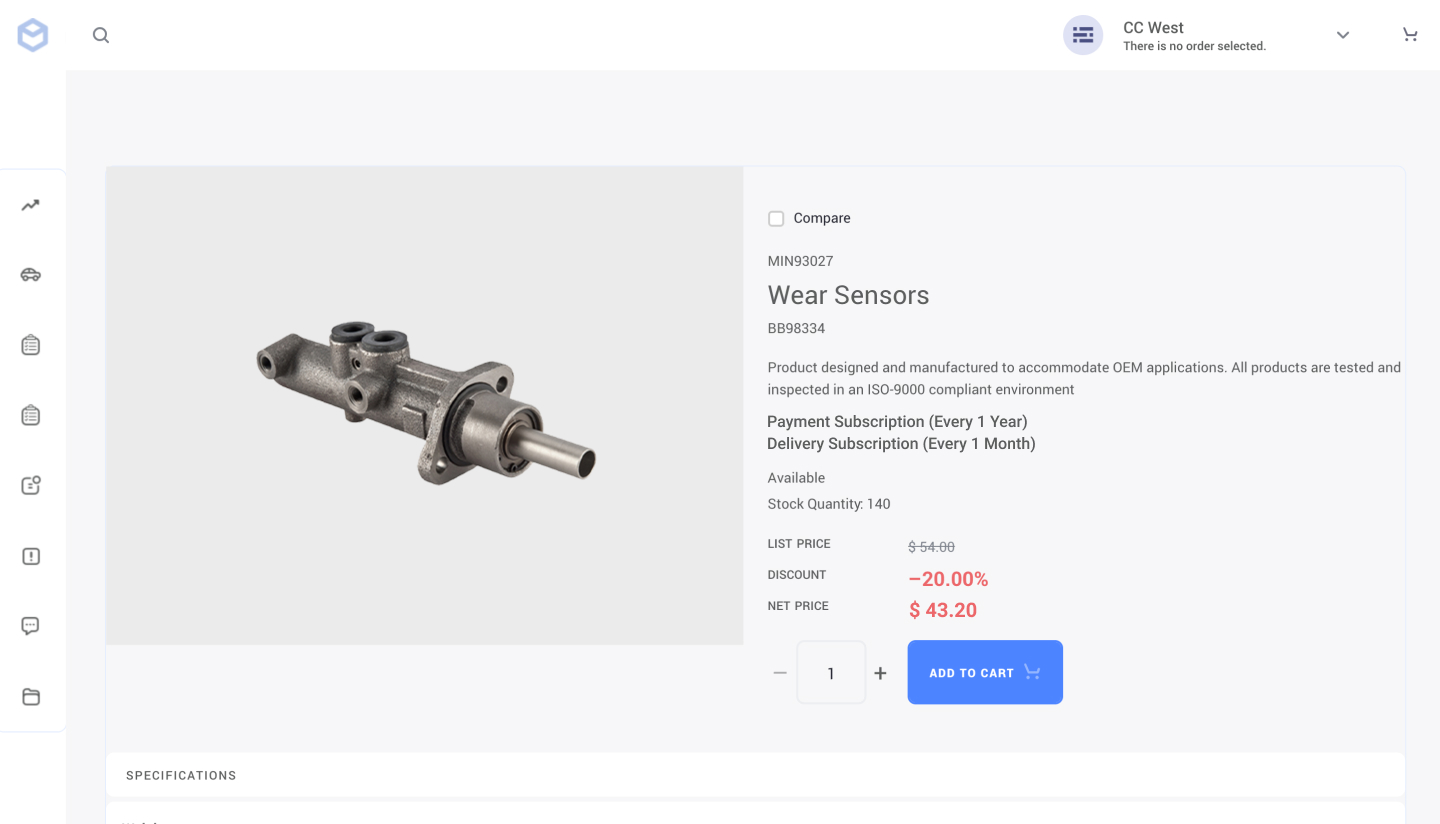 CC West
There is no order selected.
Compare
MIN93027
Wear Sensors
BB98334
Product designed and manufactured to accommodate OEM applications. All products are tested and
inspected in an ISO-9000 compliant environment
Payment Subscription (Every 1 Year)
Delivery Subscription (Every 1 Month)
Available
Stock Quantity: 140
LIST PRICE $ 54.00
DISCOUNT −20.00%
NET PRICE $ 43.20
− 1 + ADD TO CART
SPECIFICATIONS